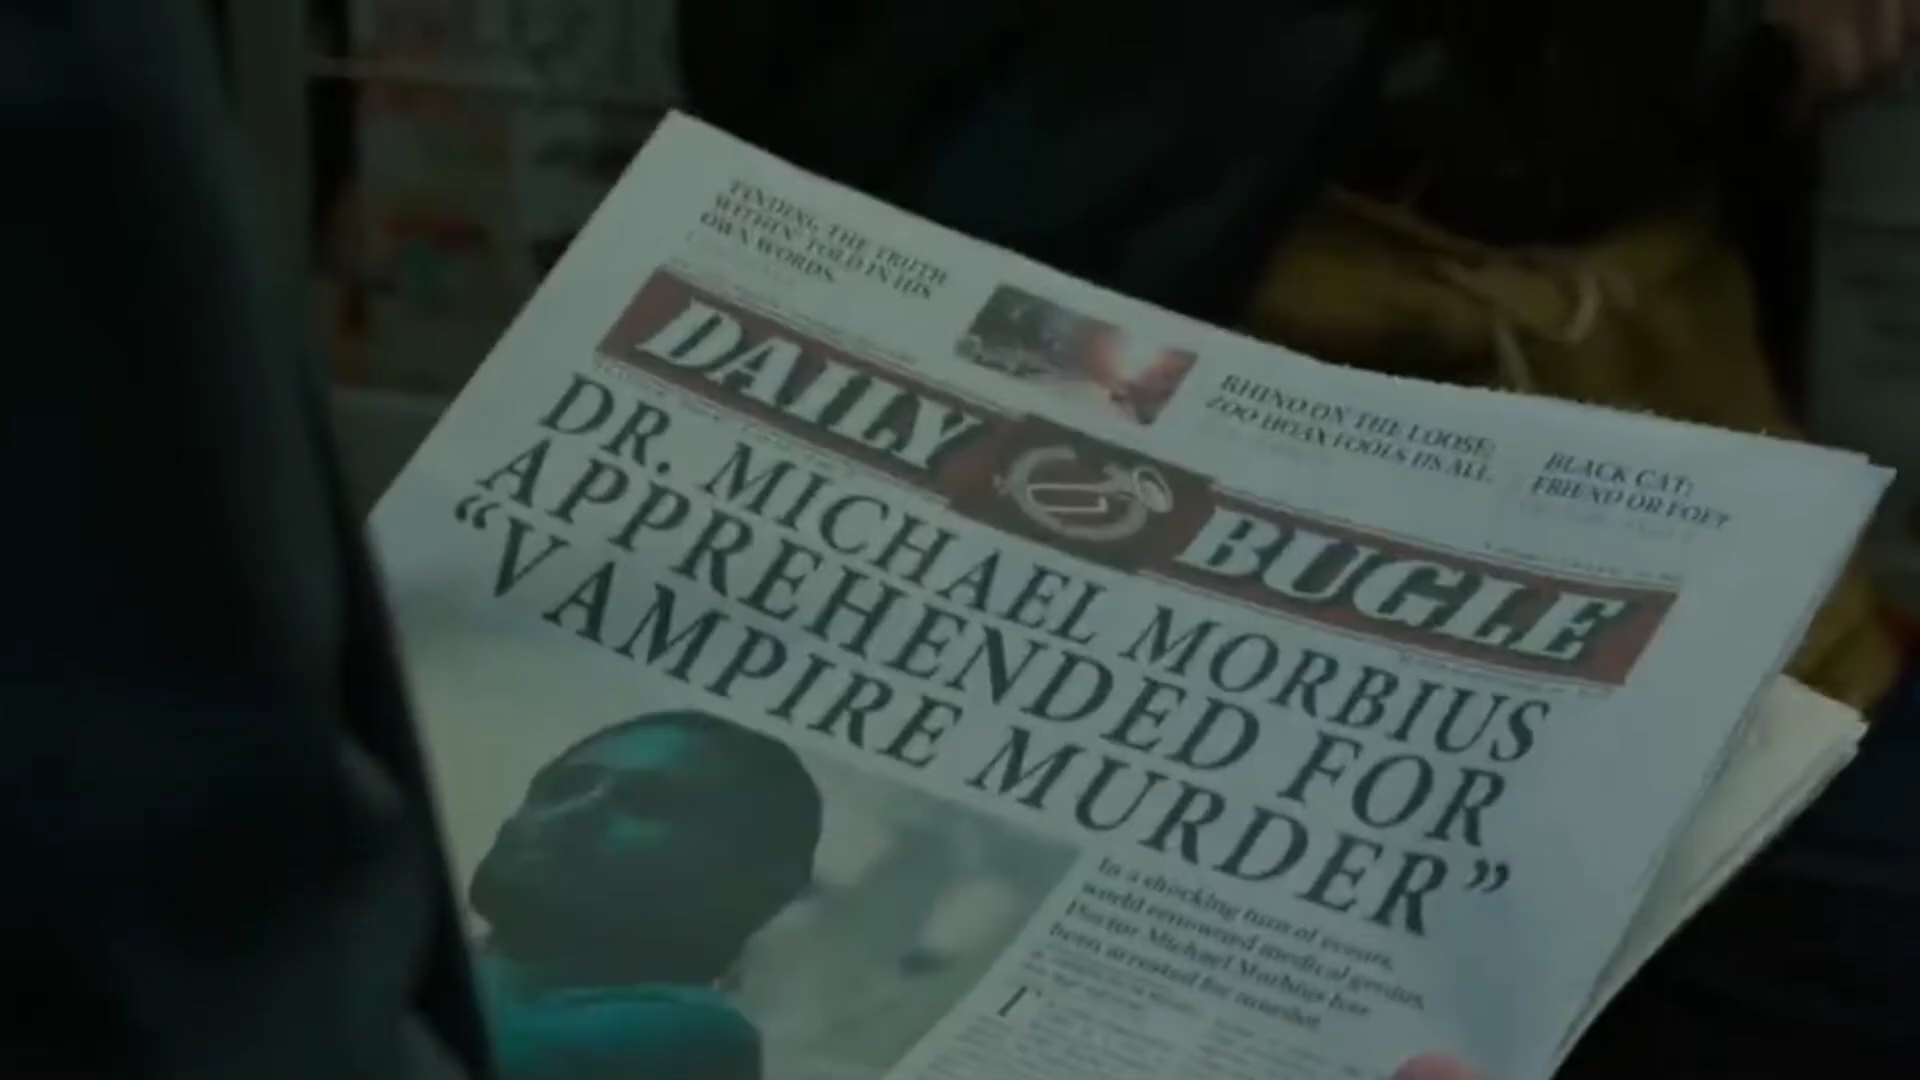 FINDING THE TRUTH
WITHIN" TOLD IN HIS
OWN WORDS.
RHINO ON THE LOOSE:
ZOO HOAX FOOLS US ALL.
BLACK CAT:
FRIEND OR FOE?
DAILY BUGLE
DR. MICHAEL MORBIUS
APPREHENDED FOR
“VAMPIRE MURDER”
In a shocking turn of events,
world renowned medical genius,
Doctor Michael Morbius has
been arrested for murder.